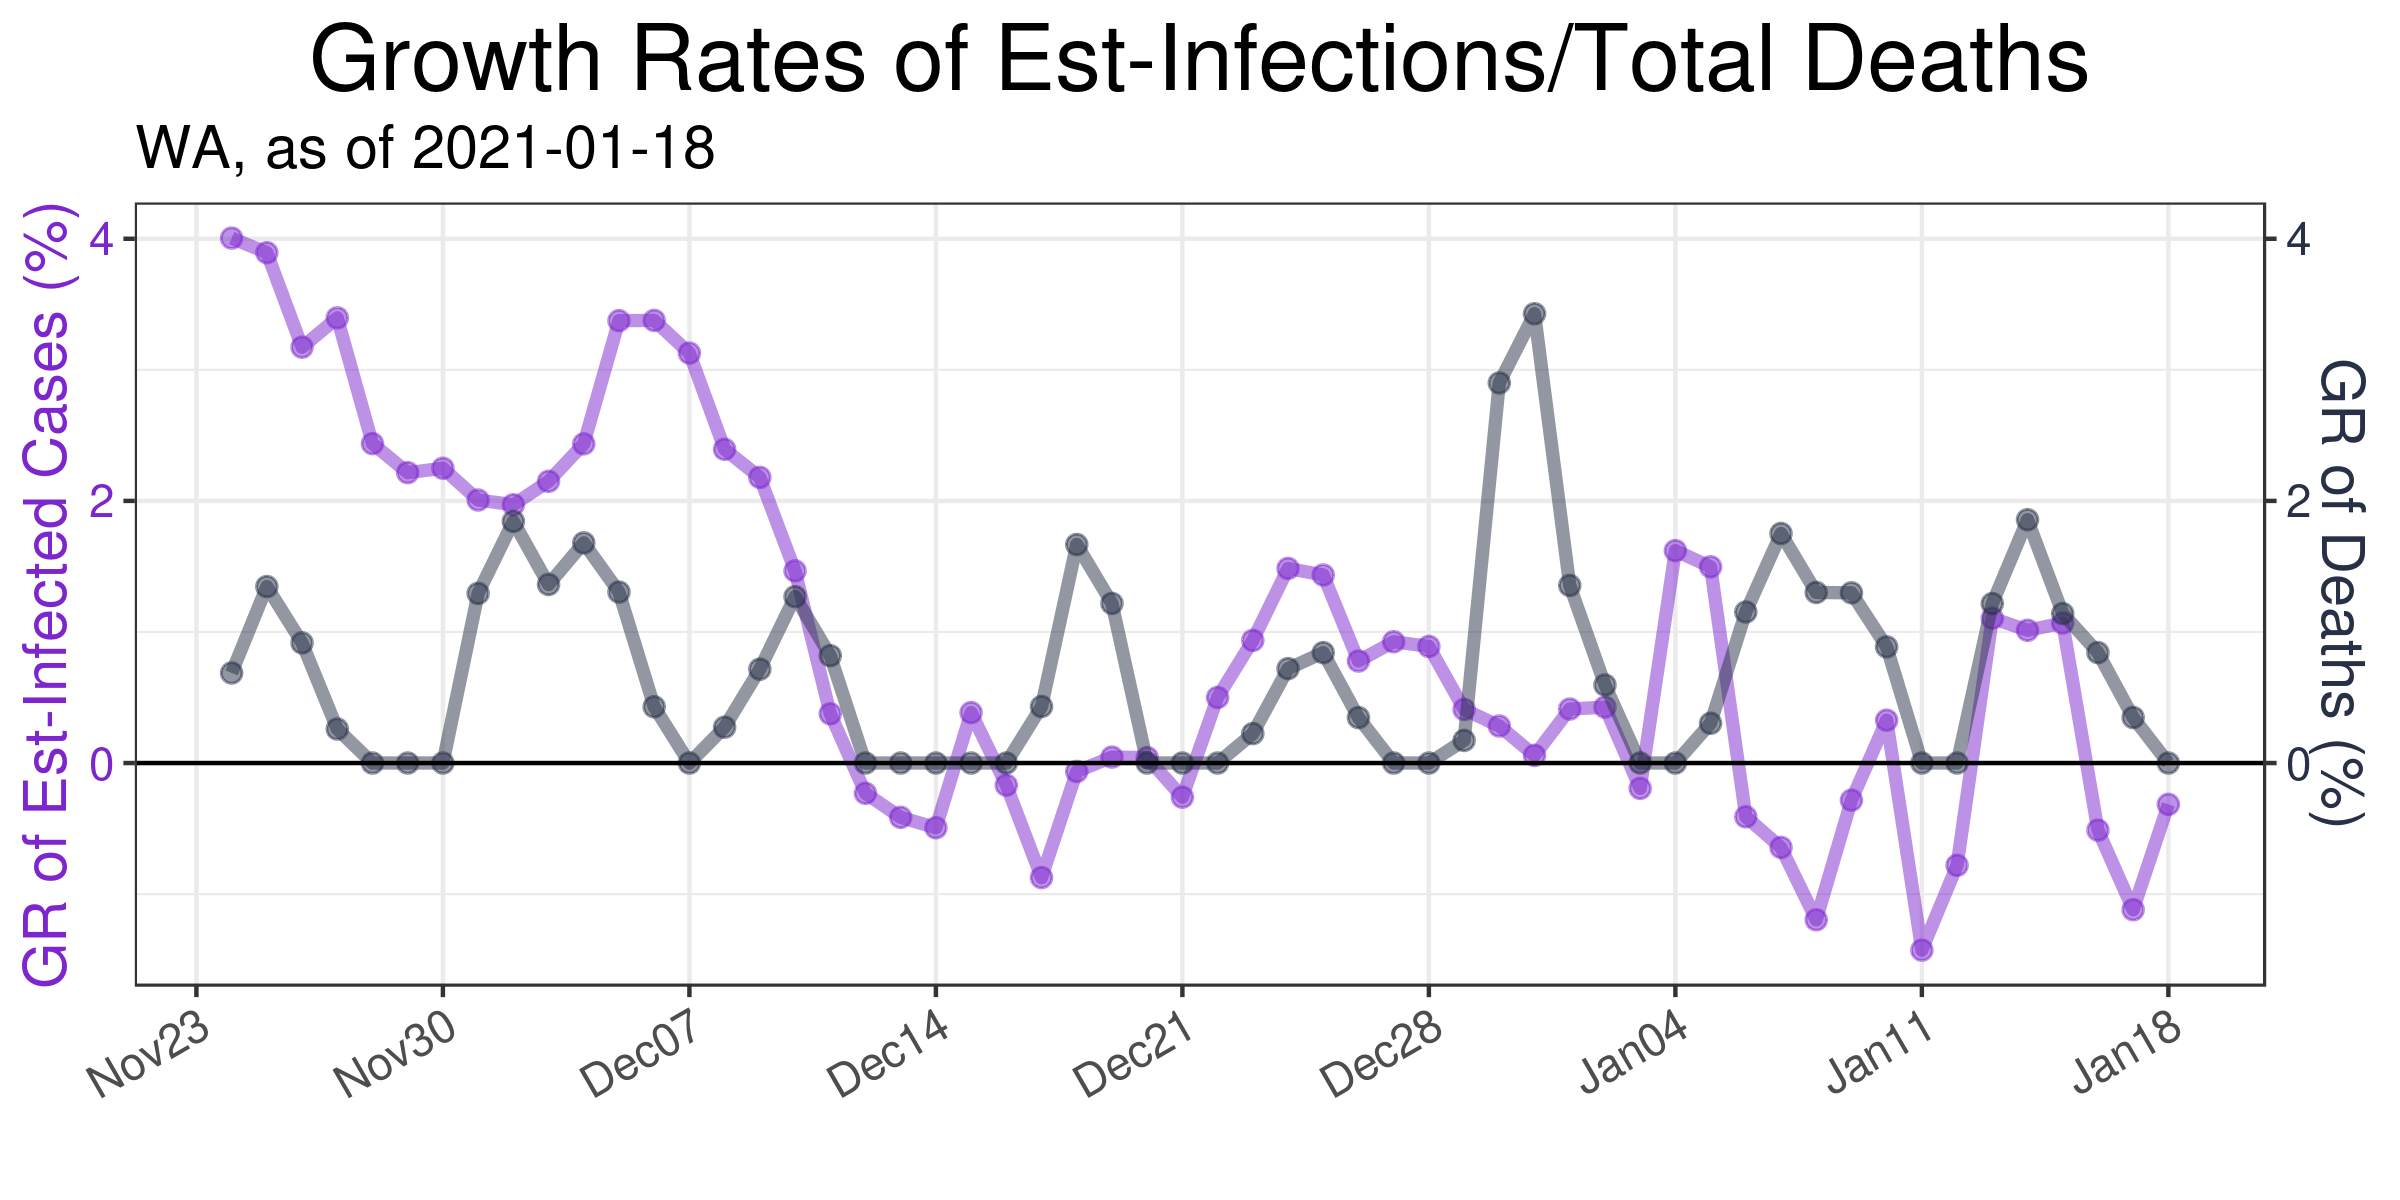 Growth Rates of Est-Infections/Total Deaths
WA, as of 2021-01-18
GR of Est-Infected Cases (%)
4
2
0
4
2
0
GR of Deaths (%)
Nov23
Nov30
Dec07
Dec14
Dec21
Dec28
Jan04
Jan11
Jan18